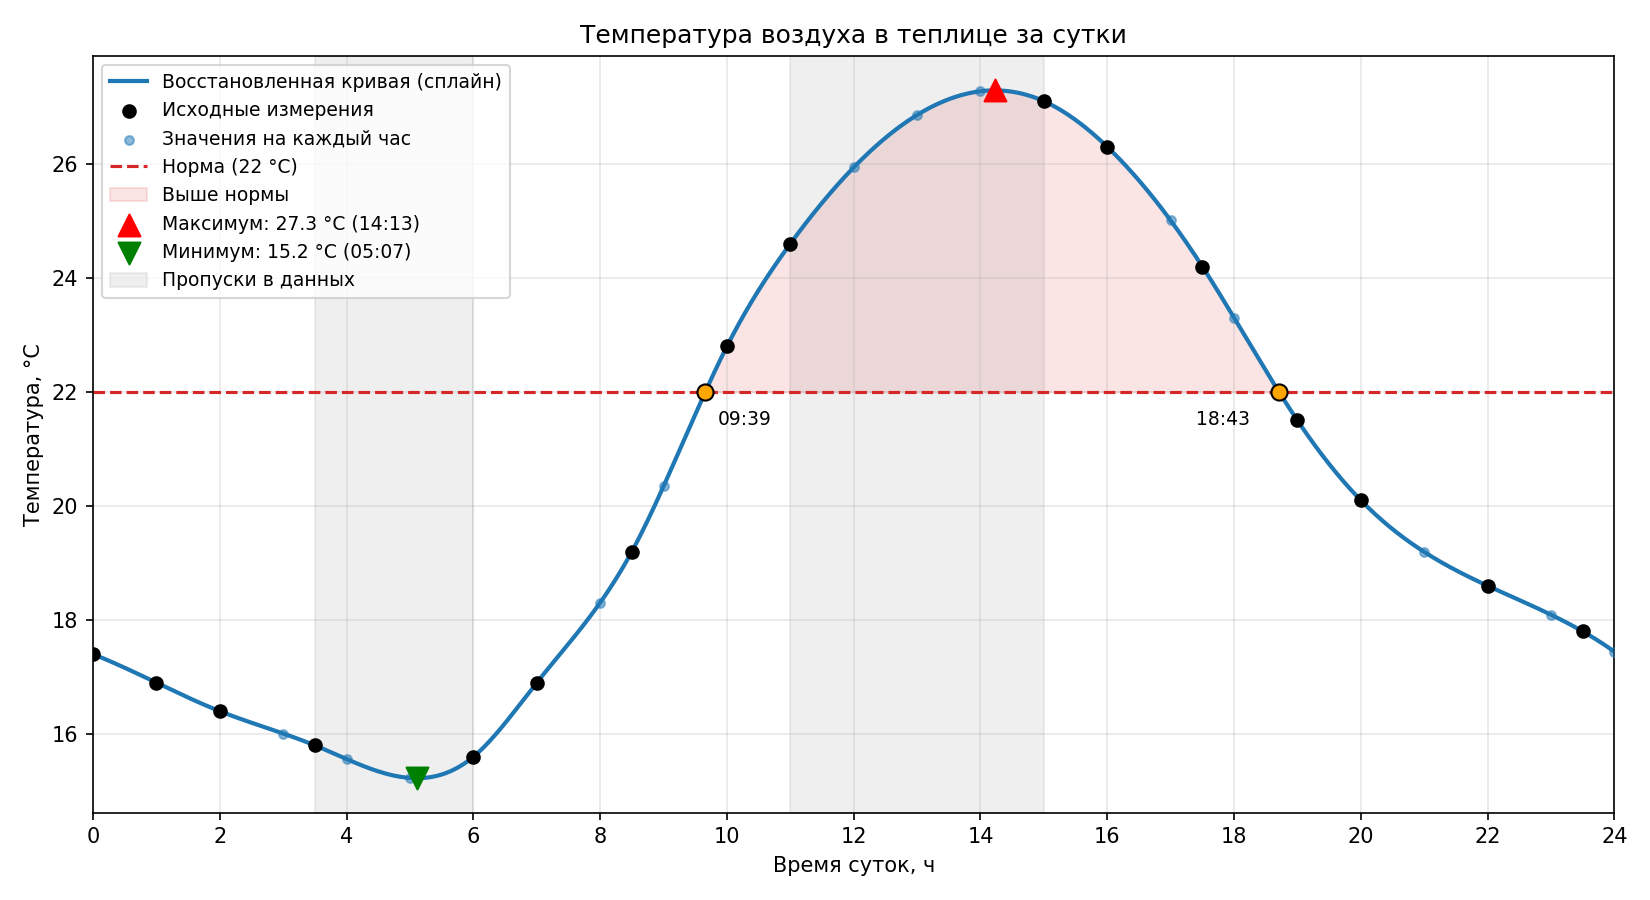 Температура воздуха в теплице за сутки
Восстановленная кривая (сплайн)
Исходные измерения
Значения на каждый час
Норма (22 °C)
Выше нормы
Максимум: 27.3 °C (14:13)
Минимум: 15.2 °C (05:07)
Пропуски в данных
Температура, °C
26
24
22
20
18
16
09:39
18:43
0 2 4 6 8 10 12 14 16 18 20 22 24
Время суток, ч